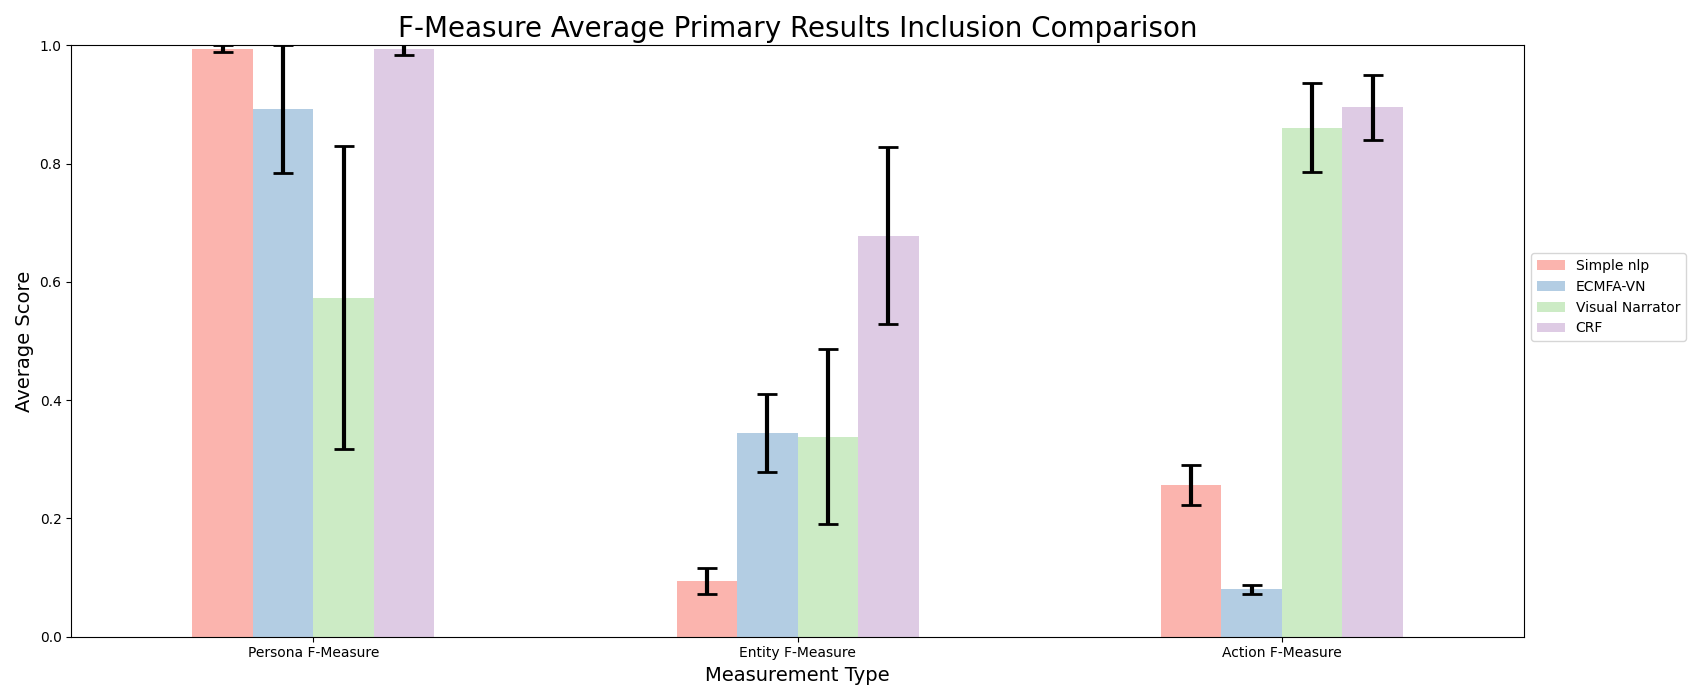 F-Measure Average Primary Results Inclusion Comparison
1.0
0.8
0.6
0.4
0.2
0.0
Average Score
Persona F-Measure
Entity F-Measure
Action F-Measure
Measurement Type
Simple nlp
ECMFA-VN
Visual Narrator
CRF